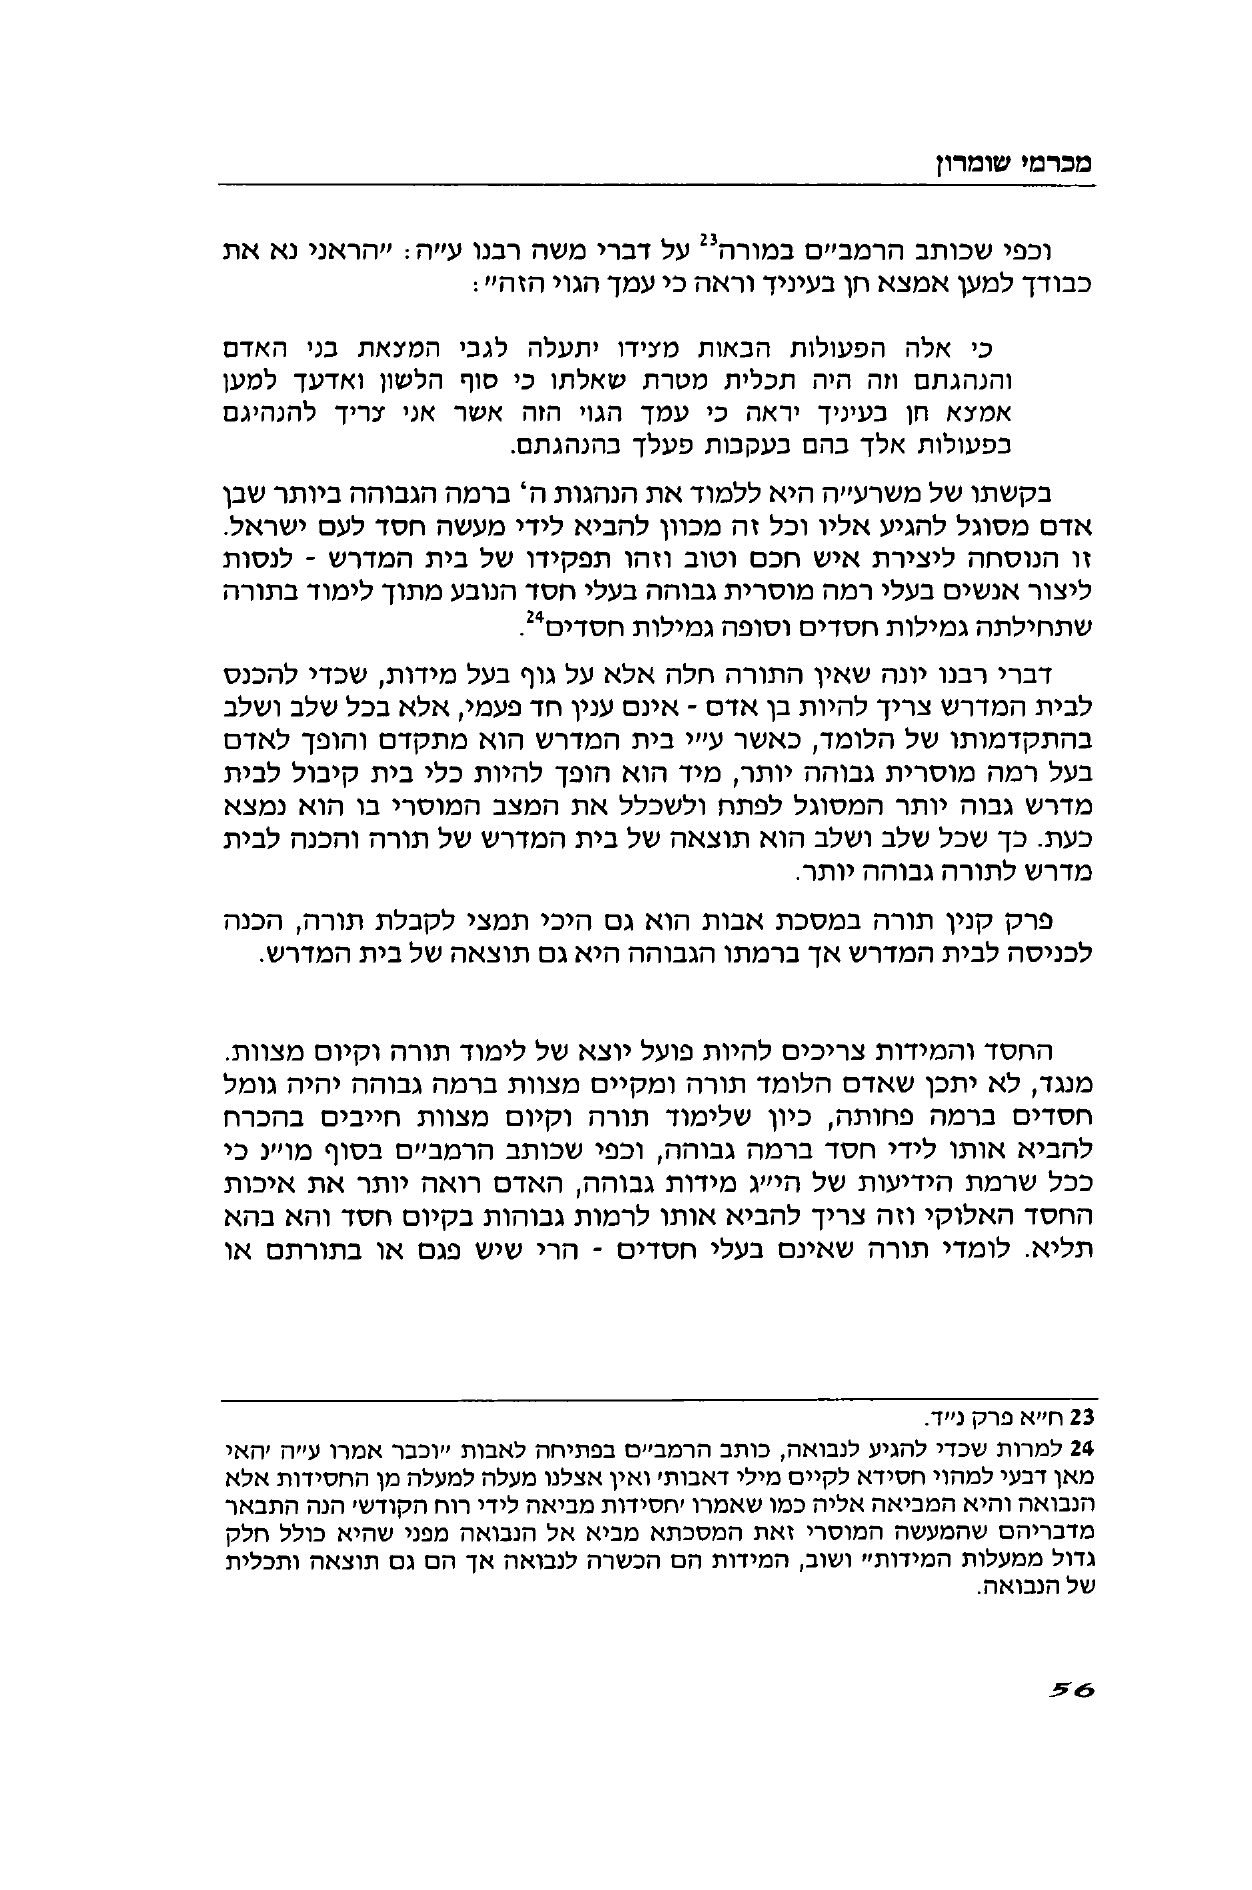 מכרמי שומרון
וכפי שכותב הרמב״ם במורה23 על דברי משה רבנו ע״ה: ״הראני נא את
כבודך למען אמצא חן בעיניך וראה כי עמך הגוי הזה״:
כי אלה הפעולות הבאות מצידו יתעלה לגבי המצאת בני האדם
והנהגתם וזה היה תכלית מטרת שאלתו כי סוף הלשון ואדעך למען
אמצא חן בעיניך יראה כי עמך הגוי הזה אשר אני צריך להנהיגם
בפעולות אלך בהם בעקבות פעלך בהנהגתם.
בקשתו של משרע״ה היא ללמוד את הנהגות ה׳ ברמה הגבוהה ביותר שבן
אדם מסוגל להגיע אליו וכל זה מכוון להביא לידי מעשה חסד לעם ישראל.
זו הנוסחה ליצירת איש חכם וטוב וזהו תפקידו של בית המדרש - לנסות
ליצור אנשים בעלי רמה מוסרית גבוהה בעלי חסד הנובע מתוך לימוד בתורה
שתחילתה גמילות חסדים וסופה גמילות חסדים24.
דברי רבנו יונה שאין התורה חלה אלא על גוף בעל מידות, שכדי להכנס
לבית המדרש צריך להיות בן אדם - אינם ענין חד פעמי, אלא בכל שלב ושלב
בהתקדמותו של הלומד, כאשר ע״י בית המדרש הוא מתקדם והופך לאדם
בעל רמה מוסרית גבוהה יותר, מיד הוא הופך להיות כלי בית קיבול לבית
מדרש גבוה יותר המסוגל לפתח ולשכלל את המצב המוסרי בו הוא נמצא
כעת. כך שכל שלב ושלב הוא תוצאה של בית המדרש של תורה והכנה לבית
מדרש לתורה גבוהה יותר.
פרק קנין תורה במסכת אבות הוא גם היכי תמצי לקבלת תורה, הכנה
לכניסה לבית המדרש אך ברמתו הגבוהה היא גם תוצאה של בית המדרש.
החסד והמידות צריכים להיות פועל יוצא של לימוד תורה וקיום מצוות.
מנגד, לא יתכן שאדם הלומד תורה ומקיים מצוות ברמה גבוהה יהיה גומל
חסדים ברמה פחותה, כיון שלימוד תורה וקיום מצוות חייבים בהכרח
להביא אותו לידי חסד ברמה גבוהה, וכפי שכותב הרמב״ם בסוף מו״נ כי
ככל שרמת הידיעות של הי״ג מידות גבוהה, האדם רואה יותר את איכות
החסד האלוקי וזה צריך להביא אותו לרמות גבוהות בקיום חסד והא בהא
תליא. לומדי תורה שאינם בעלי חסדים - הרי שיש פגם או בתורתם או
23 ח״א פרק נ״ד.
24 למרות שכדי להגיע לנבואה, כותב הרמב״ם בפתיחה לאבות ״וכבר אמרו ע״ה ׳האי
מאן דבעי למהוי חסידא לקיים מילי דאבות׳ ואין אצלנו מעלה למעלה מן החסידות אלא
הנבואה והיא המביאה אליה כמו שאמרו ׳חסידות מביאה לידי רוח הקודש׳ הנה התבאר
מדבריהם שהמעשה המוסרי זאת המסכתא מביא אל הנבואה מפני שהיא כולל חלק
גדול ממעלות המידות״ ושוב, המידות הם הכשרה לנבואה אך הם גם תוצאה ותכלית
של הנבואה.
56